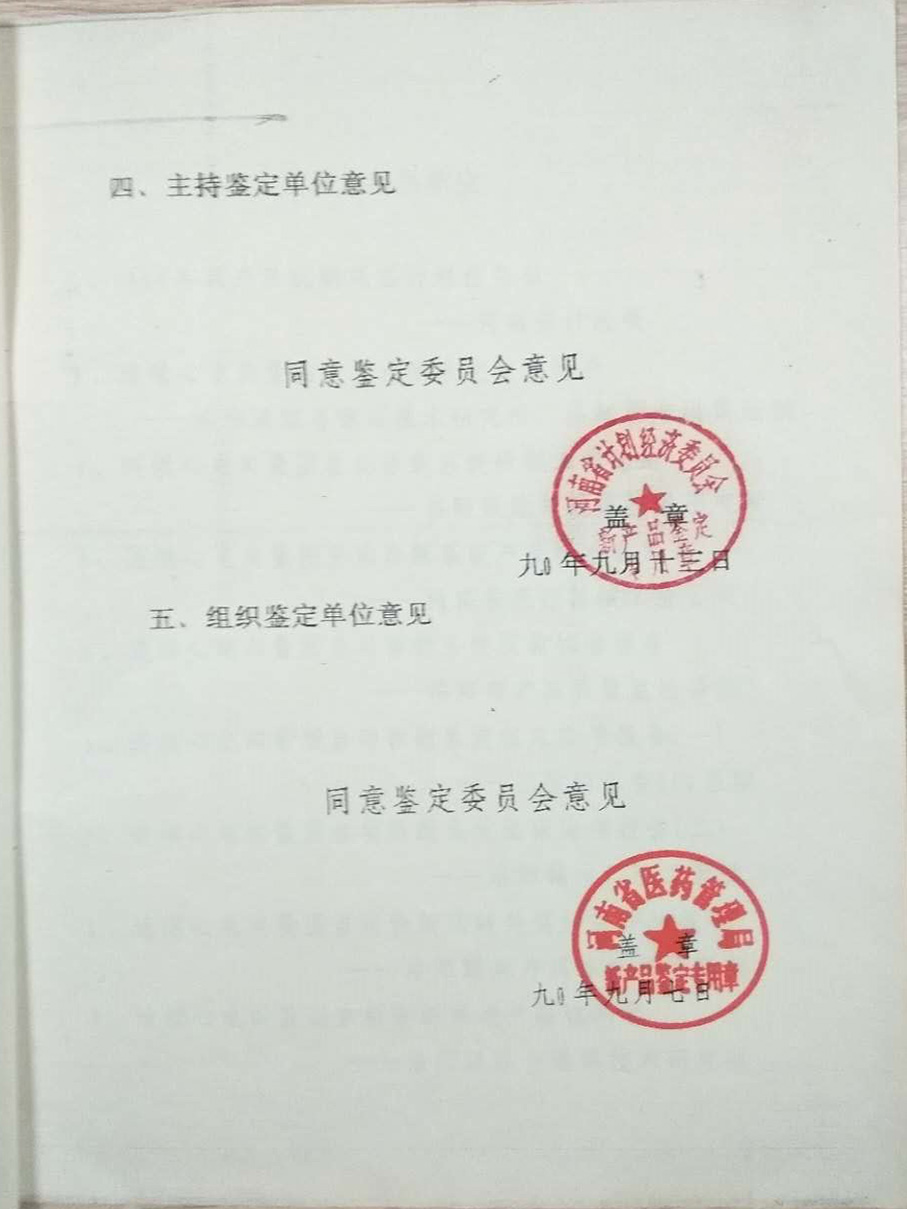 四、主持鉴定单位意见
同意鉴定委员会意见
河南省计划经济委员会
盖章
新产品鉴定
专用章
九0年九月十三日
五、组织鉴定单位意见
同意鉴定委员会意见
河南省医药管理局
盖章
新产品鉴定专用章
九0年九月七日